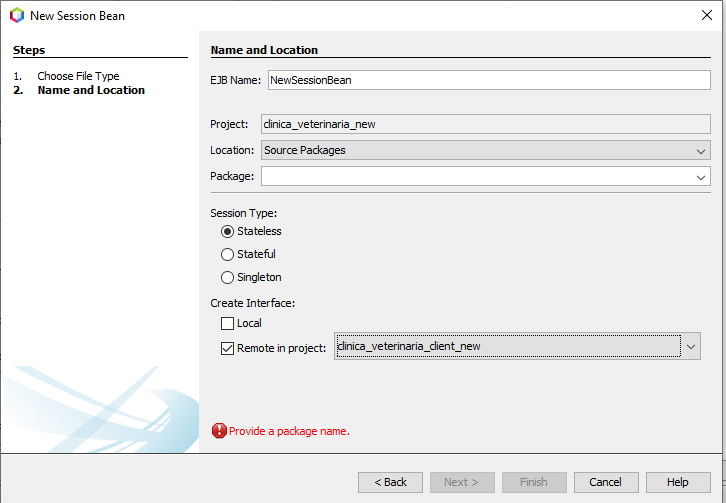 New Session Bean
Steps
1. Choose File Type
2. Name and Location
Name and Location
EJB Name: NewSessionBean
Project: clinica_veterinaria_new
Location: Source Packages
Package:
Session Type:
Stateless
Stateful
Singleton
Create Interface:
Local
Remote in project: clinica_veterinaria_client_new
Provide a package name.
< Back Next > Finish Cancel Help